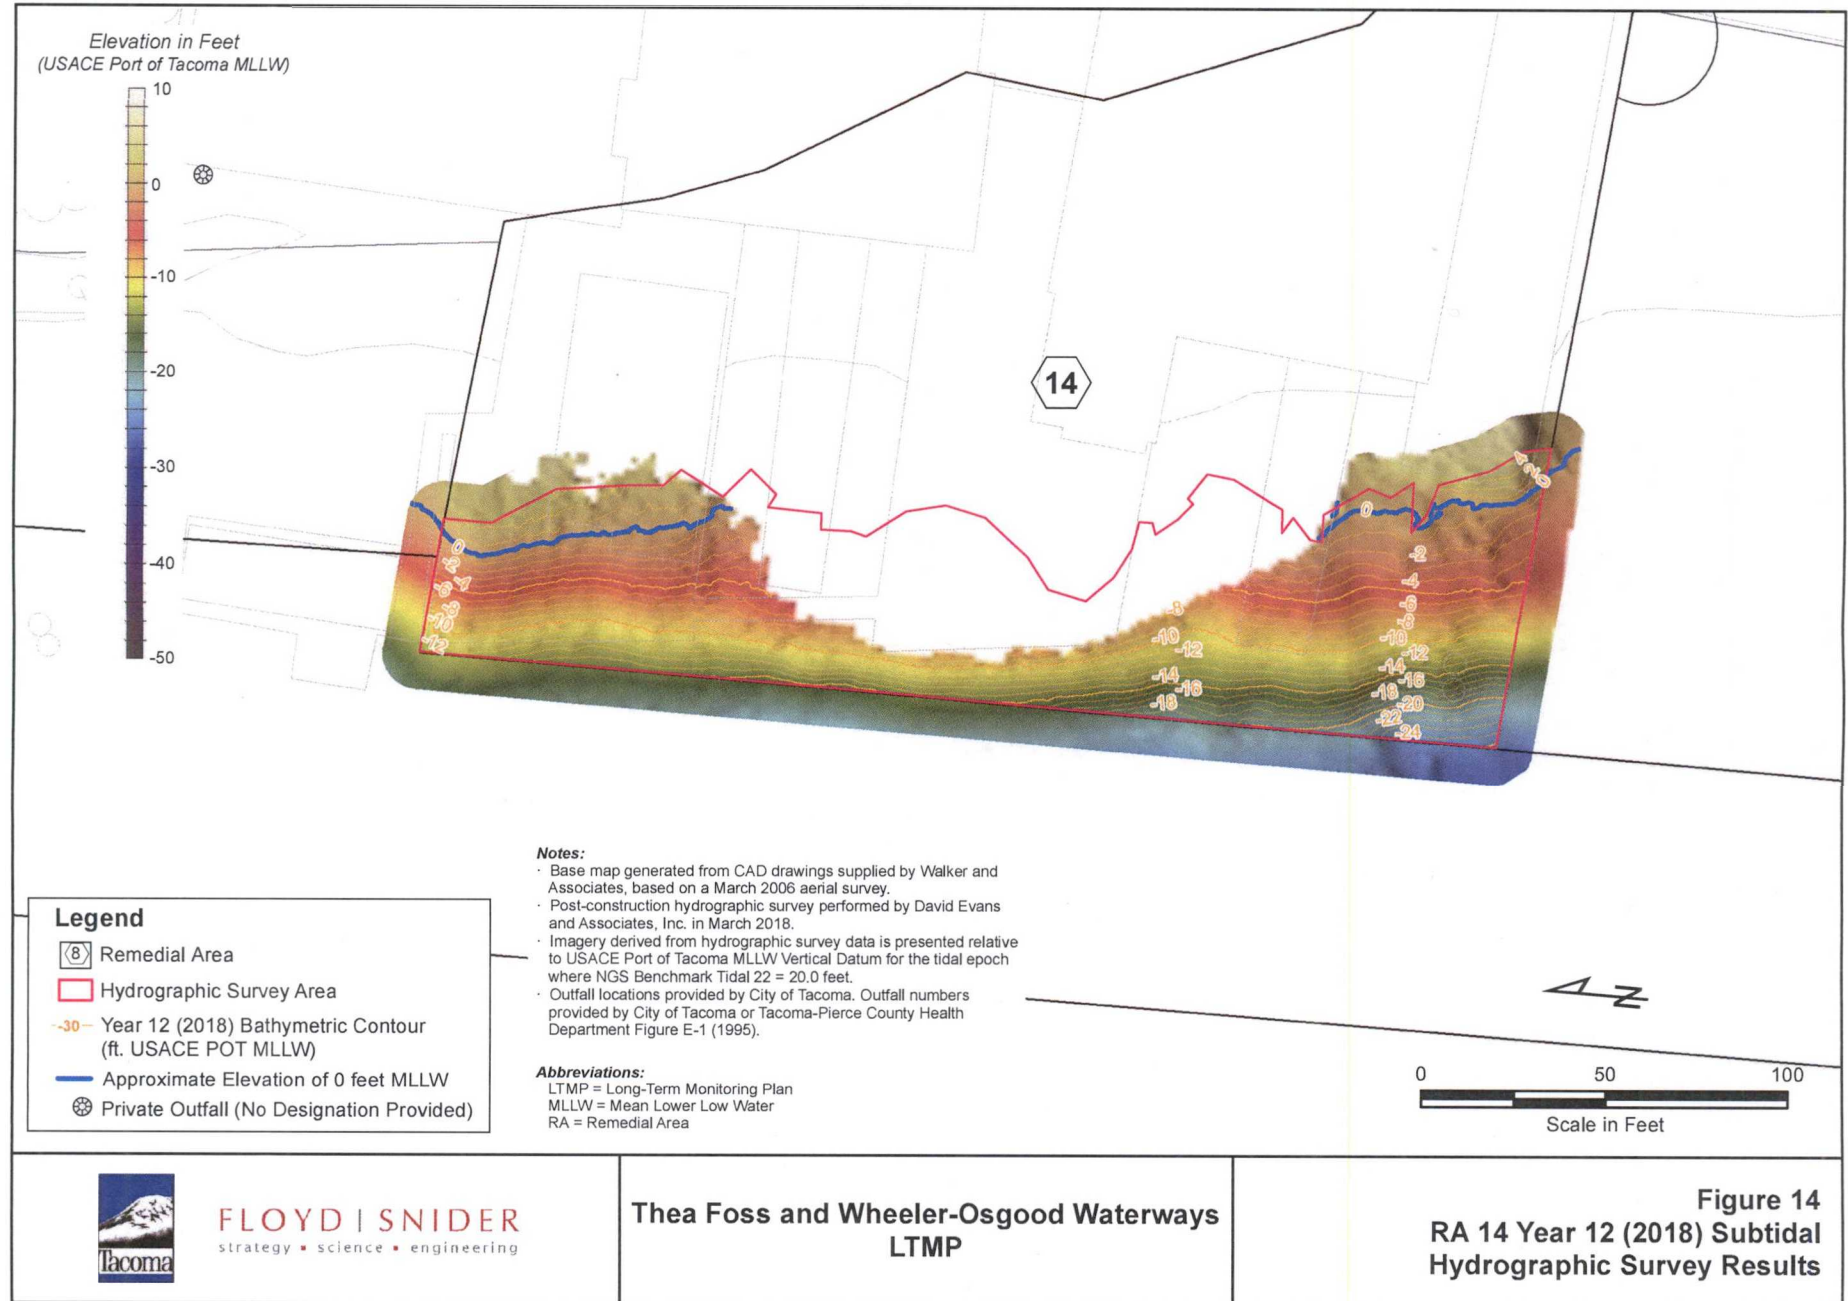 Elevation in Feet
(USACE Port of Tacoma MLLW)
10
0
-10
-20
-30
-40
-50
14
0
-2
-4
-6
-8
-10
-12
-8
-10
-12
-14
-16
-18
4
2
0
0
-2
-4
-6
-8
-10
-12
-14
-16
-18
-20
-22
-24
Notes:
· Base map generated from CAD drawings supplied by Walker and
Associates, based on a March 2006 aerial survey.
· Post-construction hydrographic survey performed by David Evans
and Associates, Inc. in March 2018.
· Imagery derived from hydrographic survey data is presented relative
to USACE Port of Tacoma MLLW Vertical Datum for the tidal epoch
where NGS Benchmark Tidal 22 = 20.0 feet.
· Outfall locations provided by City of Tacoma. Outfall numbers
provided by City of Tacoma or Tacoma-Pierce County Health
Department Figure E-1 (1995).
Abbreviations:
LTMP = Long-Term Monitoring Plan
MLLW = Mean Lower Low Water
RA = Remedial Area
Legend
8 Remedial Area
Hydrographic Survey Area
-30 Year 12 (2018) Bathymetric Contour
(ft. USACE POT MLLW)
Approximate Elevation of 0 feet MLLW
Private Outfall (No Designation Provided)
N
0 50 100
Scale in Feet
Tacoma
FLOYD | SNIDER
strategy ▪ science ▪ engineering
Thea Foss and Wheeler-Osgood Waterways
LTMP
Figure 14
RA 14 Year 12 (2018) Subtidal
Hydrographic Survey Results